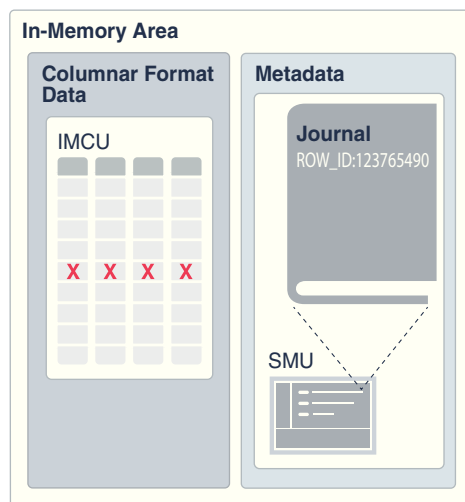 In-Memory Area
Columnar Format
Data
IMCU
X X X X
Metadata
Journal
ROW_ID:123765490
SMU